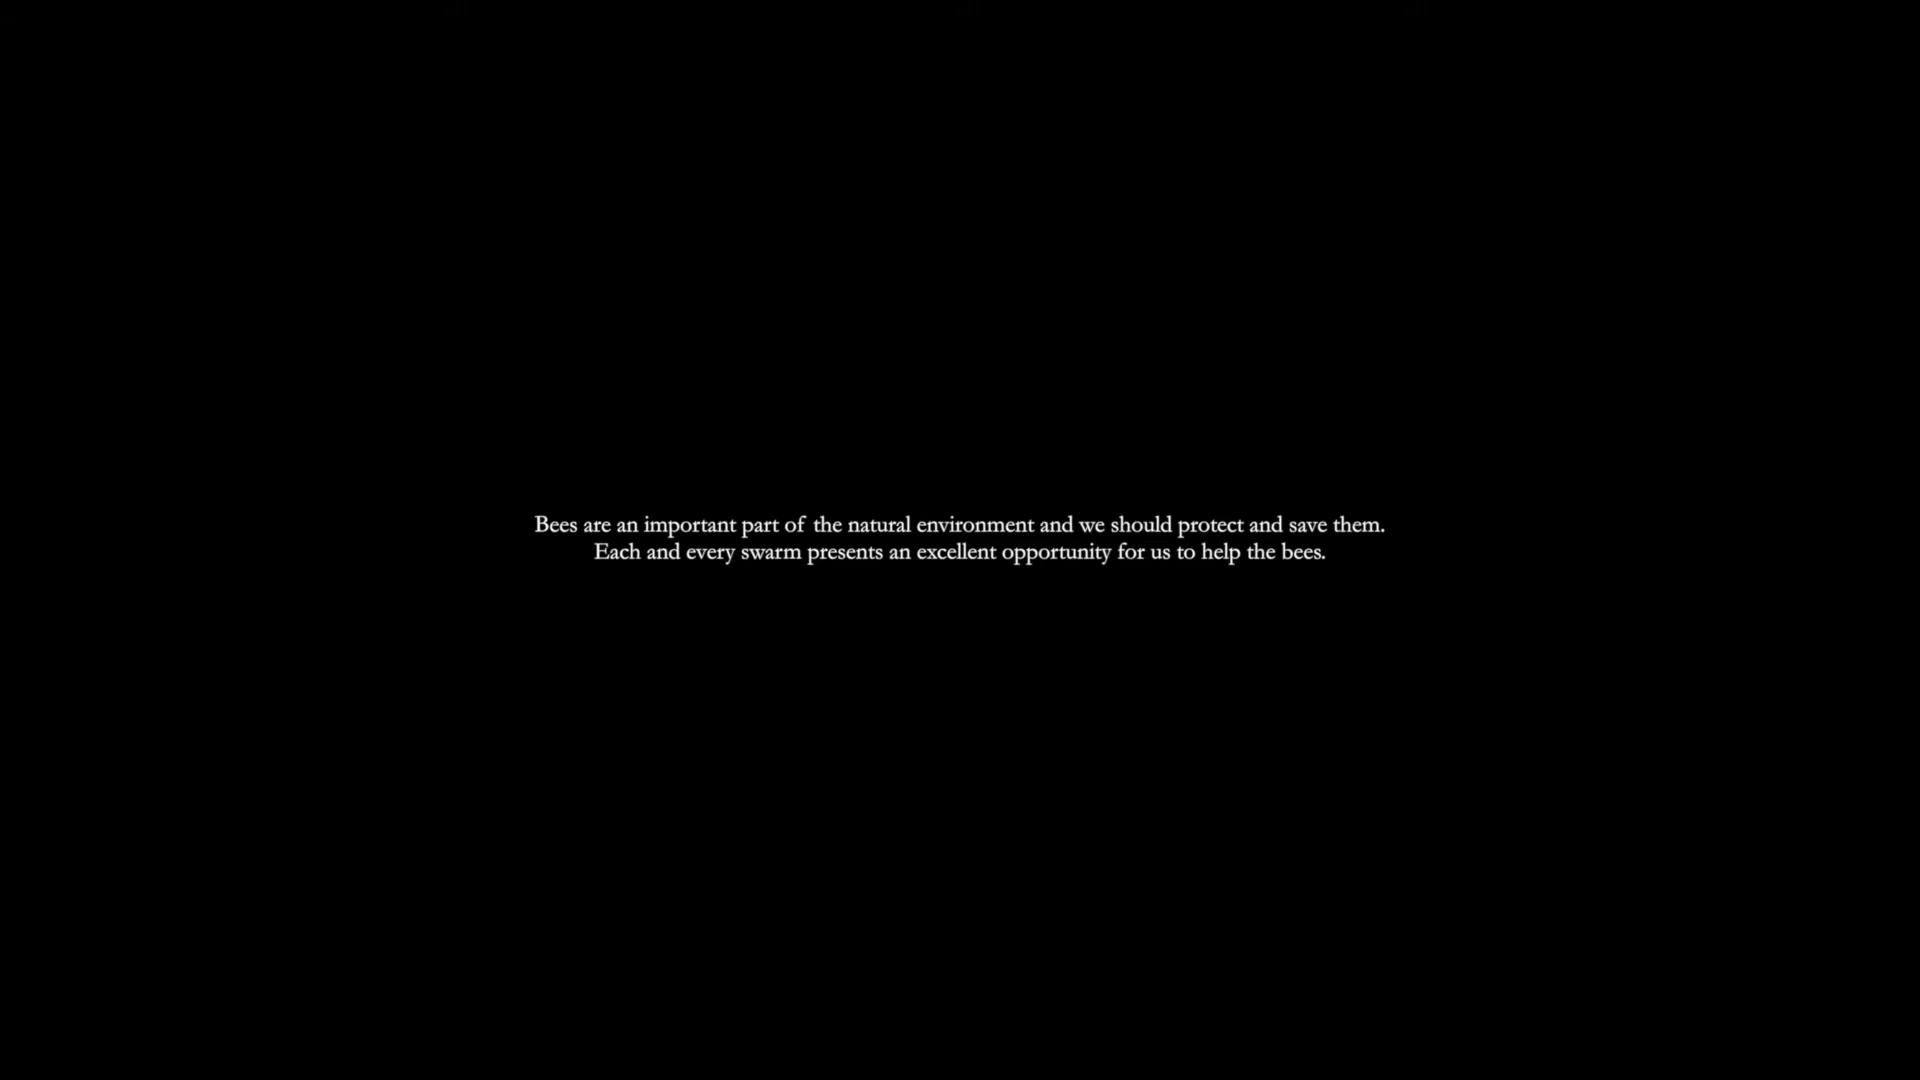 Bees are an important part of the natural environment and we should protect and save them.
Each and every swarm presents an excellent opportunity for us to help the bees.